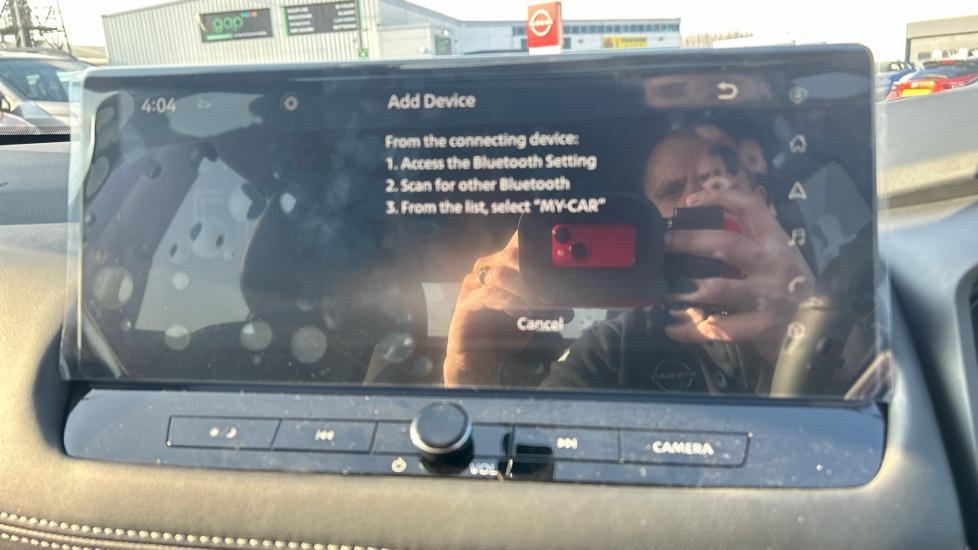 gap
4:04
Add Device
From the connecting device:
1. Access the Bluetooth Setting
2. Scan for other Bluetooth
3. From the list, select "MY-CAR"
Cancel
VOL
CAMERA